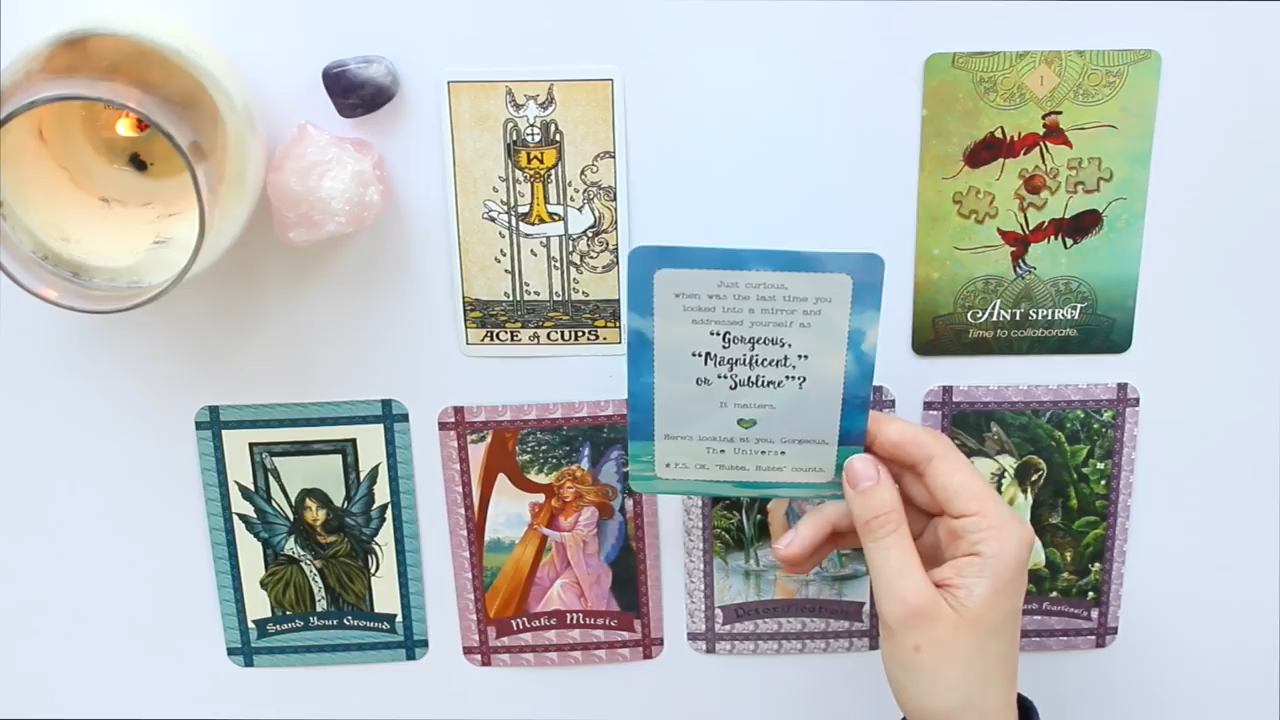 I
ACE of CUPS.
ANT SPIRIT
Time to collaborate.
Just curious,
when was the last time you
looked into a mirror and
addressed yourself as
“Gorgeous,
“Magnificent,”
or “Sublime”?
It matters.
Here's looking at you, Gorgeous,
The Universe
* P.S. OK, "Hubba, Hubba" counts.
Stand Your Ground
Make Music
Detoxification
Fearlessly